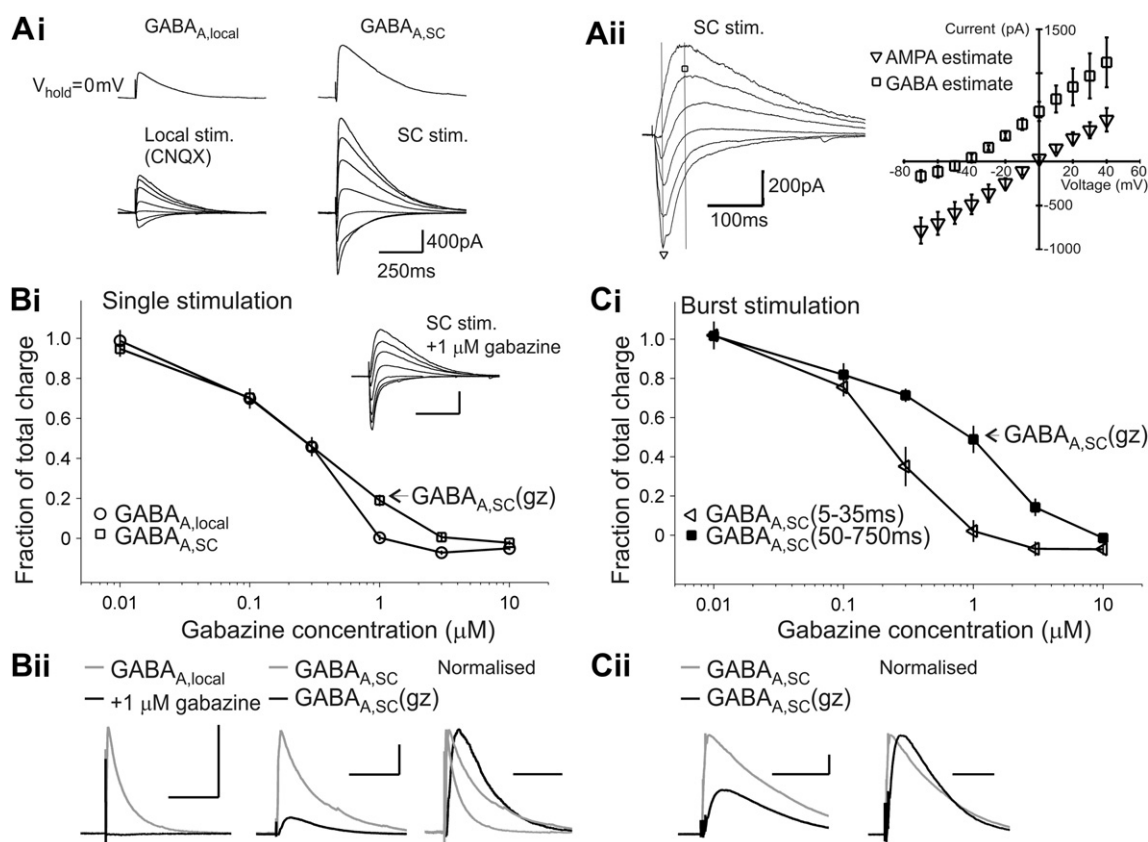 Ai
GABA_A,local
GABA_A,SC
V_hold=0mV
Local stim.
(CNQX)
SC stim.
400pA
250ms
Aii
SC stim.
200pA
100ms
Current (pA)
1500
AMPA estimate
GABA estimate
-80
-40
-20
20
40
60
Voltage (mV)
-500
-1000
Bi
Single stimulation
Fraction of total charge
1.0
0.8
0.6
0.4
0.2
0
SC stim.
+1 μM gabazine
GABA_A,SC(gz)
GABA_A,local
GABA_A,SC
0.01
0.1
1
10
Gabazine concentration (μM)
Ci
Burst stimulation
Fraction of total charge
1.0
0.8
0.6
0.4
0.2
0
GABA_A,SC(gz)
GABA_A,SC(5-35ms)
GABA_A,SC(50-750ms)
0.01
0.1
1
10
Gabazine concentration (μM)
Bii
GABA_A,local
+1 μM gabazine
GABA_A,SC
GABA_A,SC(gz)
Normalised
Cii
GABA_A,SC
GABA_A,SC(gz)
Normalised